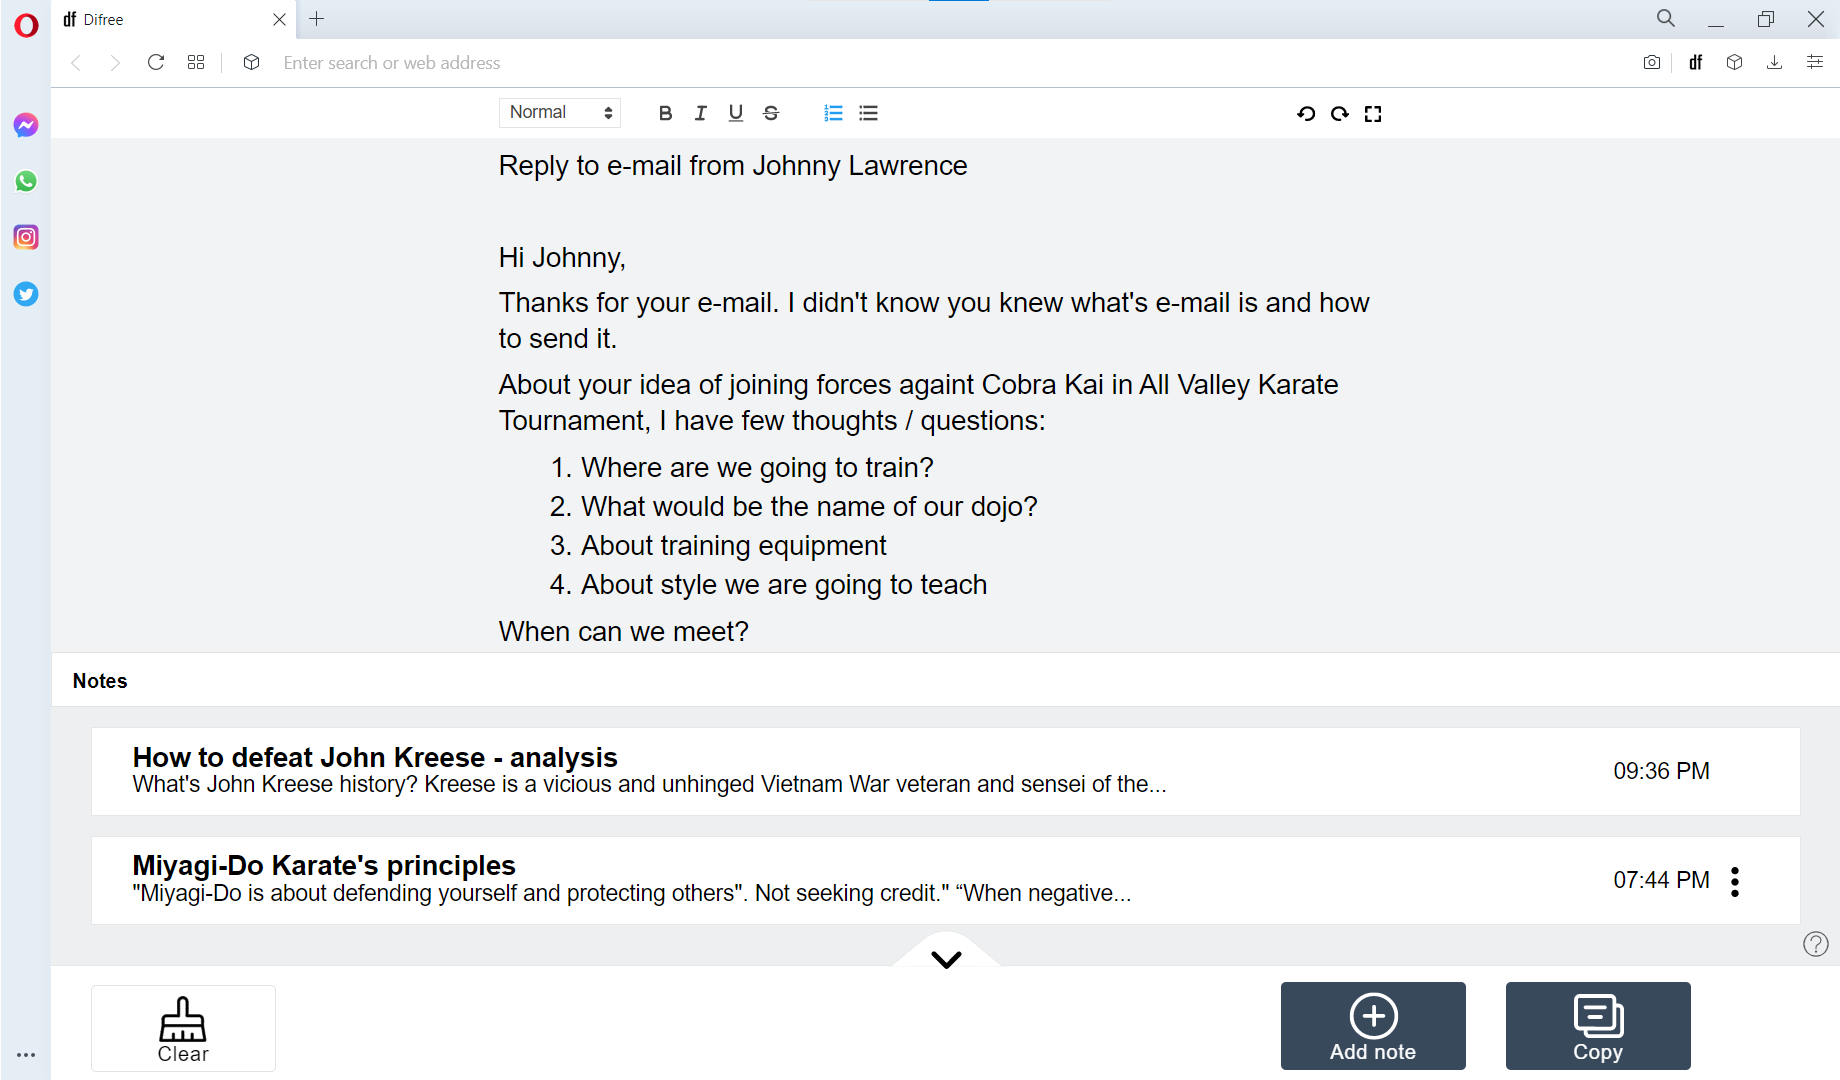 df Difree
Enter search or web address
df
Normal
B I U S
Reply to e-mail from Johnny Lawrence
Hi Johnny,
Thanks for your e-mail. I didn't know you knew what's e-mail is and how
to send it.
About your idea of joining forces againt Cobra Kai in All Valley Karate
Tournament, I have few thoughts / questions:
1. Where are we going to train?
2. What would be the name of our dojo?
3. About training equipment
4. About style we are going to teach
When can we meet?
Notes
How to defeat John Kreese - analysis
What's John Kreese history? Kreese is a vicious and unhinged Vietnam War veteran and sensei of the...
09:36 PM
Miyagi-Do Karate's principles
"Miyagi-Do is about defending yourself and protecting others". Not seeking credit." “When negative...
07:44 PM
Clear
Add note
Copy